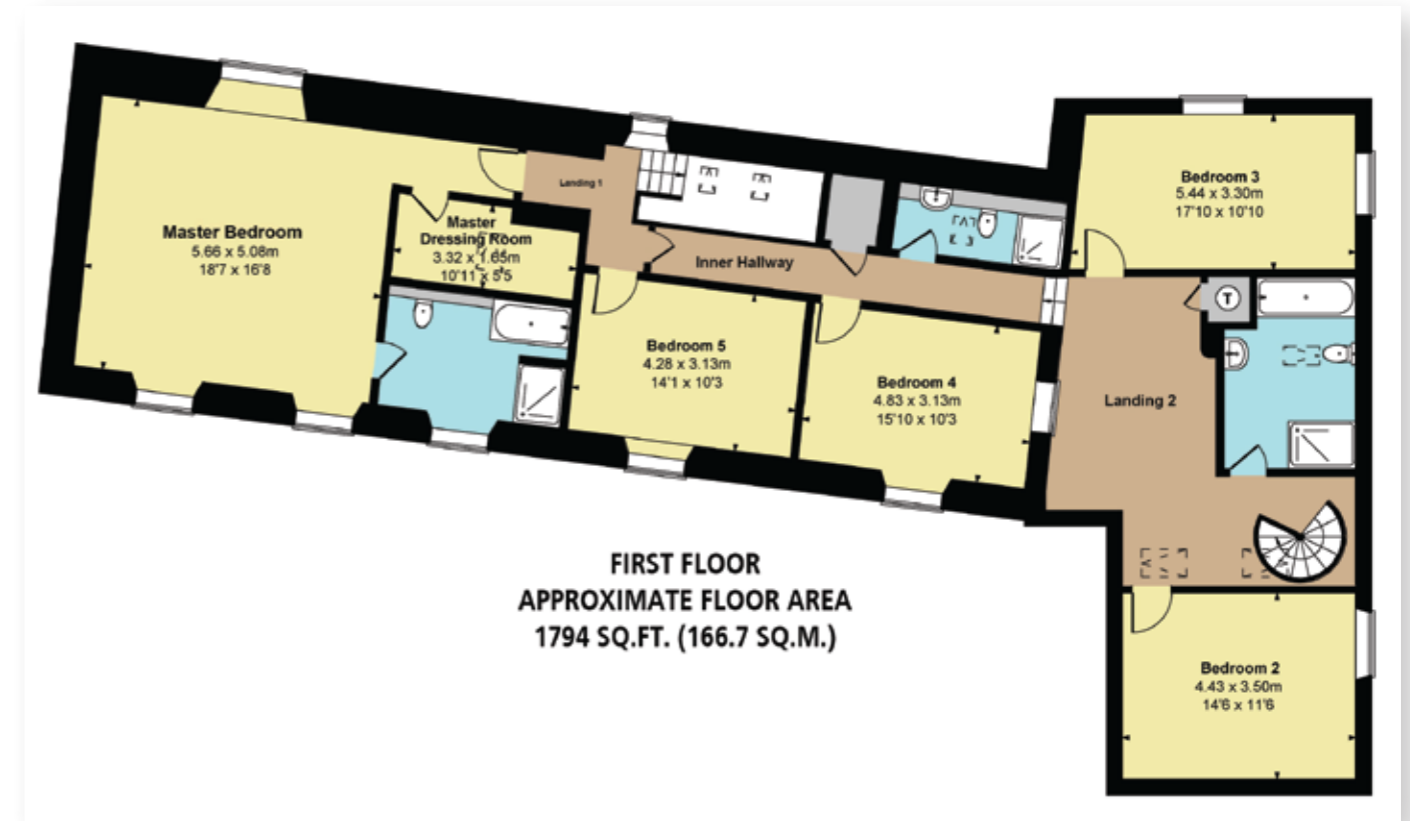 Master Bedroom
5.66 x 5.08m
18'7 x 16'8
Master
Dressing Room
3.32 x 1.65m
10'11 x 5'5
Landing 1
Inner Hallway
Bedroom 5
4.28 x 3.13m
14'1 x 10'3
Bedroom 4
4.83 x 3.13m
15'10 x 10'3
Bedroom 3
5.44 x 3.30m
17'10 x 10'10
T
Landing 2
Bedroom 2
4.43 x 3.50m
14'6 x 11'6
FIRST FLOOR
APPROXIMATE FLOOR AREA
1794 SQ.FT. (166.7 SQ.M.)